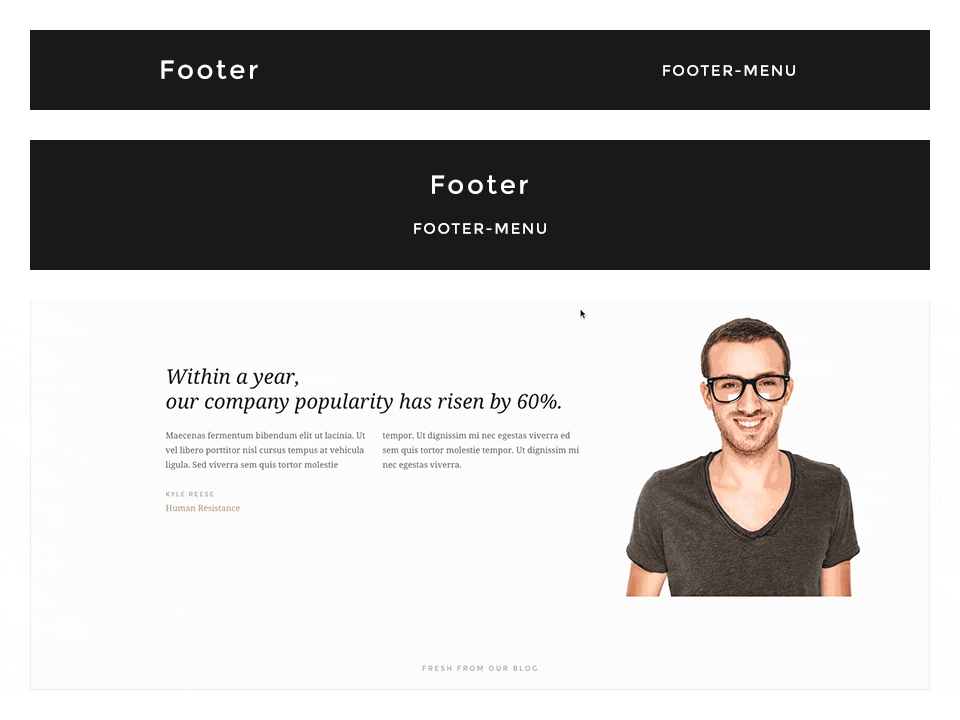 Footer
FOOTER-MENU
Footer
FOOTER-MENU
Within a year,
our company popularity has risen by 60%.
Maecenas fermentum bibendum elit ut lacinia. Ut
vel libero porttitor nisl cursus tempus at vehicula
ligula. Sed viverra sem quis tortor molestie
tempor. Ut dignissim mi nec egestas viverra ed
sem quis tortor molestie tempor. Ut dignissim mi
nec egestas viverra.
KYLE REESE
Human Resistance
FRESH FROM OUR BLOG